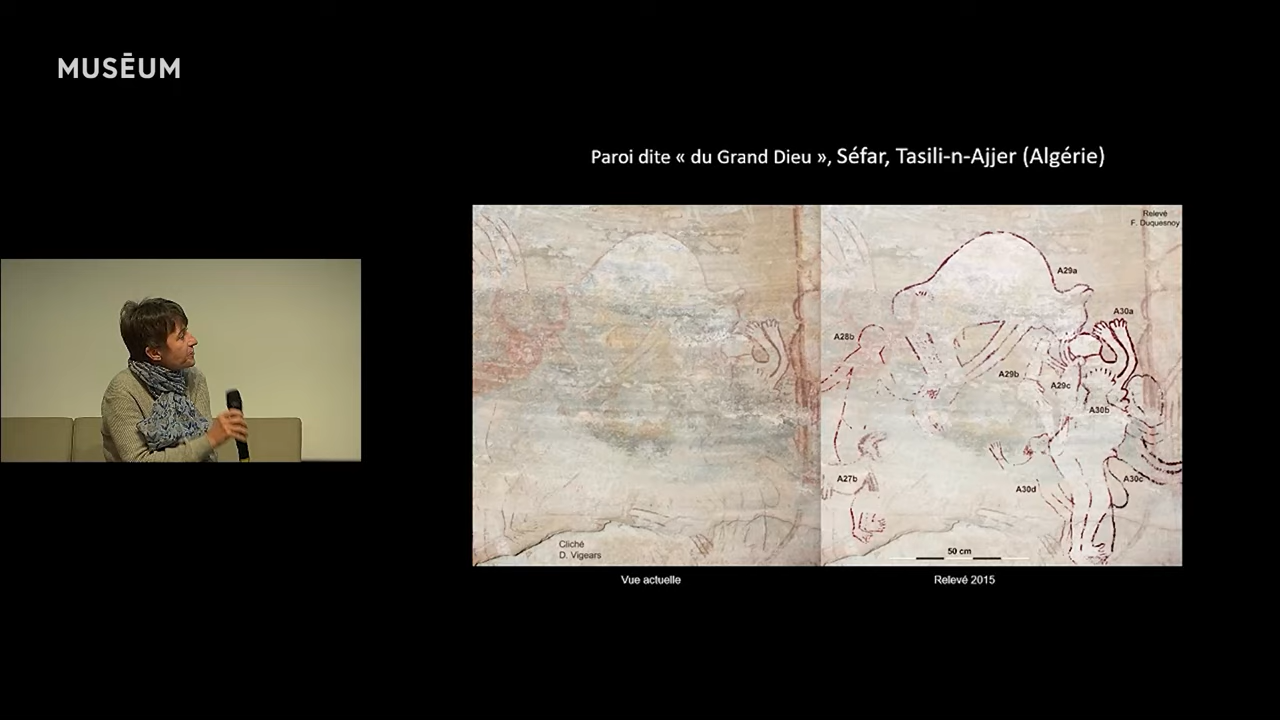 MUSĒUM
Paroi dite « du Grand Dieu », Séfar, Tasili-n-Ajjer (Algérie)
Relevé
F. Duquesnoy
A29a
A30a
A28b
A29b
A29c
A30b
A27b
A30d
A30c
Cliché
D. Vigears
50 cm
Vue actuelle
Relevé 2015